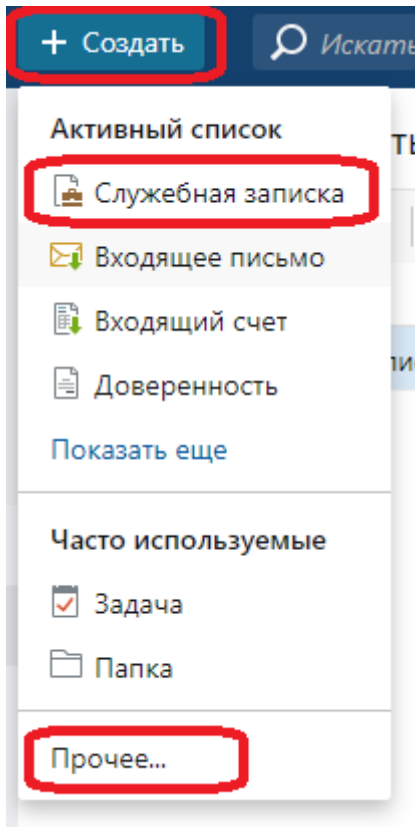 + Создать
Искать
Активный список
Служебная записка
Входящее письмо
Входящий счет
Доверенность
Показать еще
Часто используемые
Задача
Папка
Прочее...